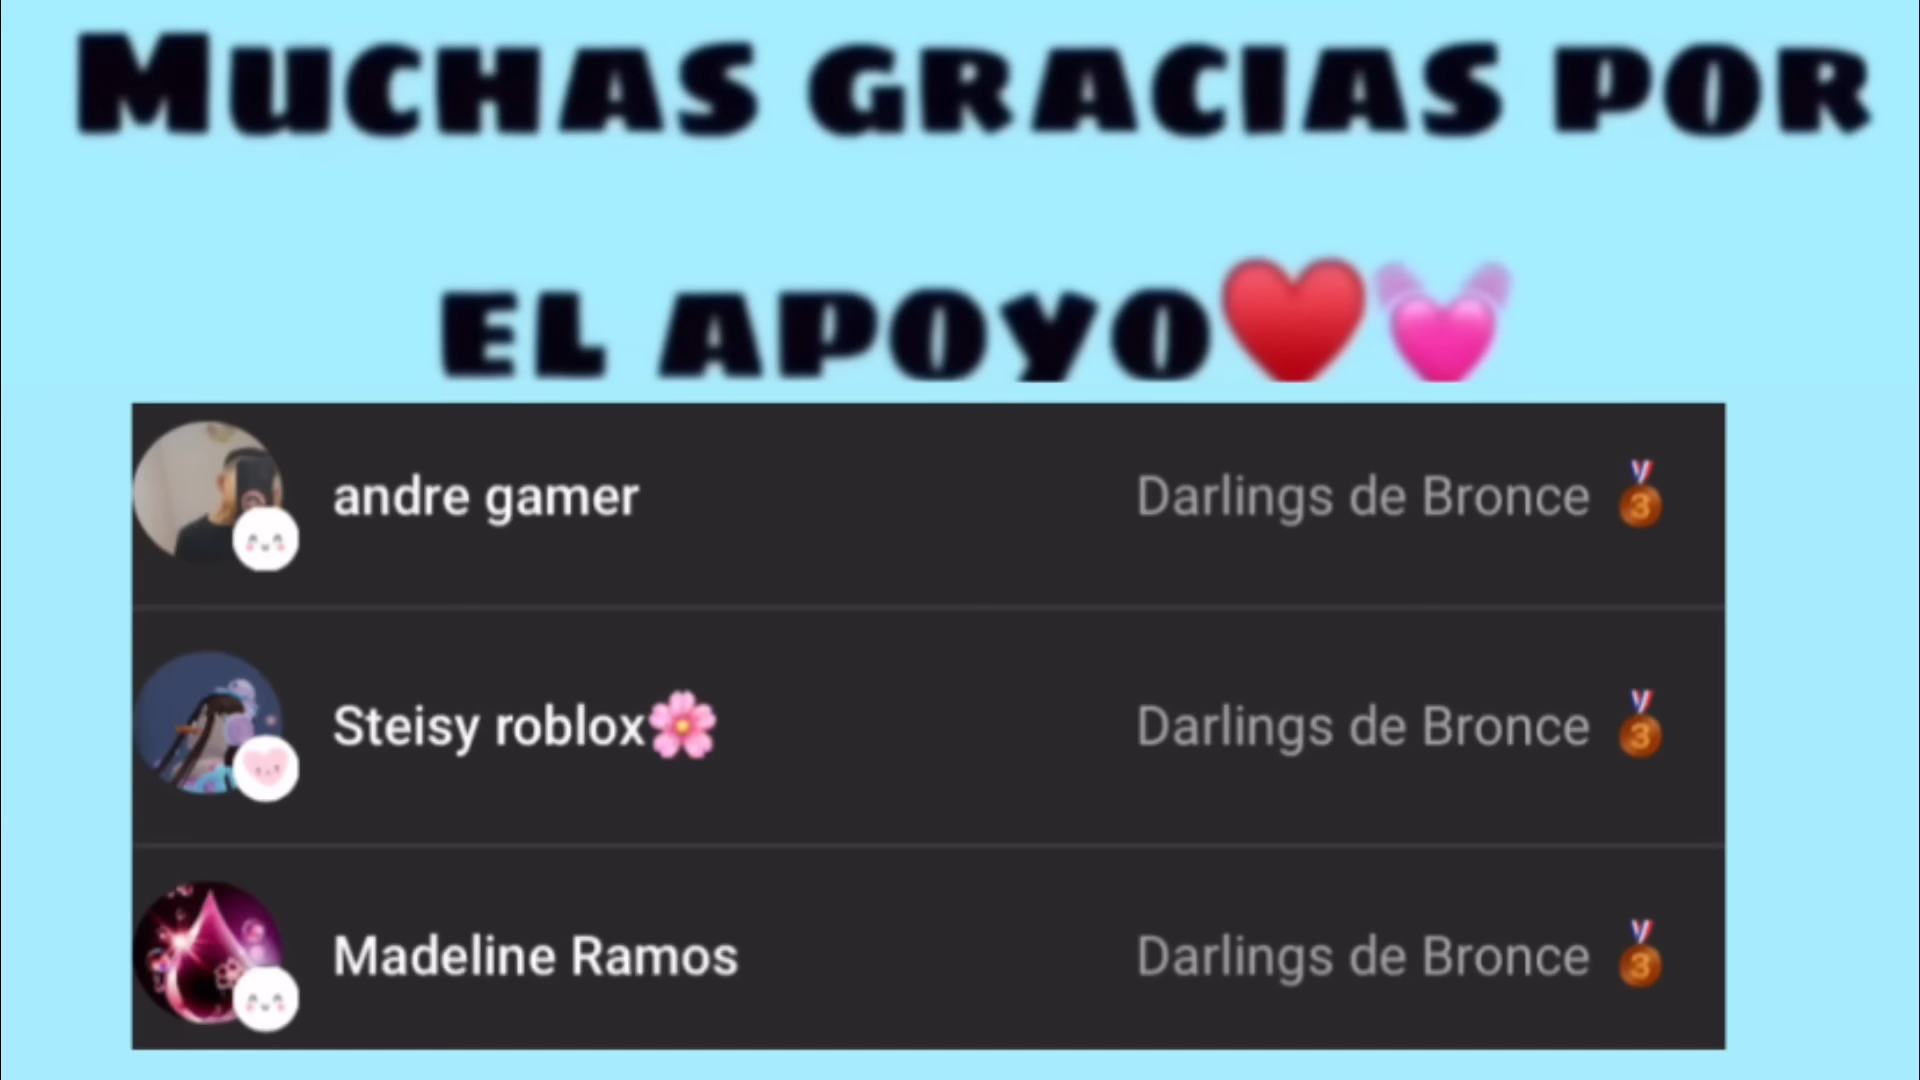 Muchas gracias por
el apoyo❤️💓
andre gamer Darlings de Bronce 🥉
Steisy roblox🌸 Darlings de Bronce 🥉
Madeline Ramos Darlings de Bronce 🥉